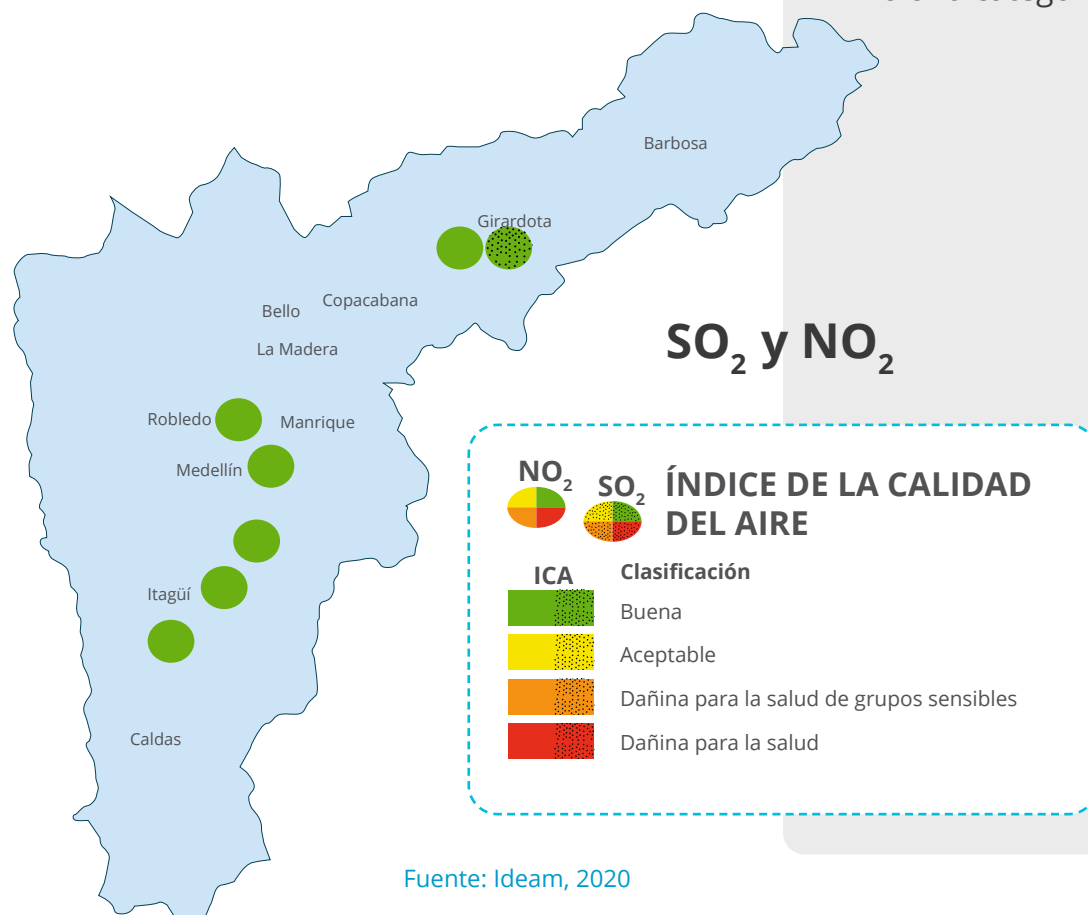 Barbosa
Girardota
Copacabana
Bello
La Madera
SO₂ y NO₂
Robledo
Manrique
Medellín
Itagüí
Caldas
NO₂
SO₂
ÍNDICE DE LA CALIDAD
DEL AIRE
ICA
Clasificación
Buena
Aceptable
Dañina para la salud de grupos sensibles
Dañina para la salud
Fuente: Ideam, 2020